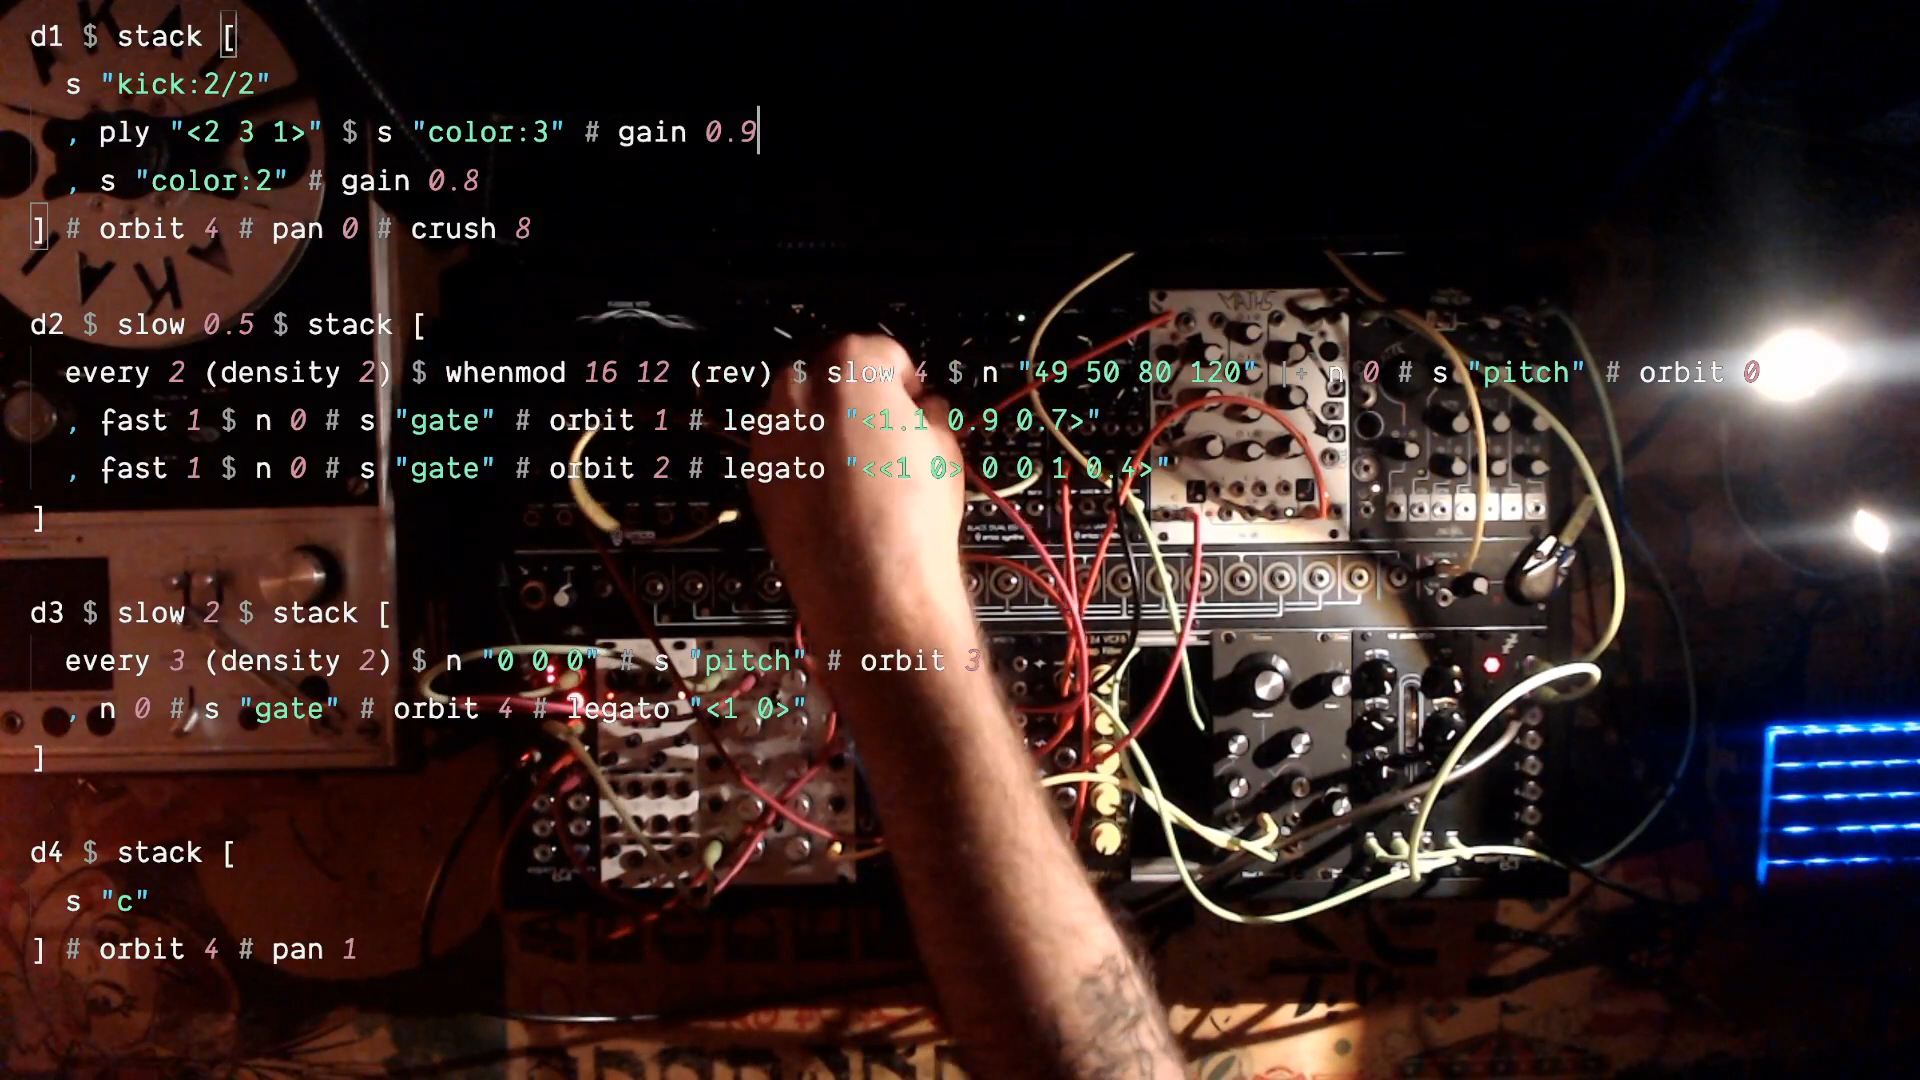 d1 $ stack [
s "kick:2/2"
, ply "<2 3 1>" $ s "color:3" # gain 0.9
, s "color:2" # gain 0.8
] # orbit 4 # pan 0 # crush 8
d2 $ slow 0.5 $ stack [
every 2 (density 2) $ whenmod 16 12 (rev) $ slow 4 $ n "49 50 80 120" |+ n 0 # s "pitch" # orbit 0
, fast 1 $ n 0 # s "gate" # orbit 1 # legato "<1.1 0.9 0.7>"
, fast 1 $ n 0 # s "gate" # orbit 2 # legato "<<1 0> 0 0 1 0.4>"
]
d3 $ slow 2 $ stack [
every 3 (density 2) $ n "0 0 0" # s "pitch" # orbit 3
, n 0 # s "gate" # orbit 4 # legato "<1 0>"
]
d4 $ stack [
s "c"
] # orbit 4 # pan 1
MATHS
AKAI
AKAI